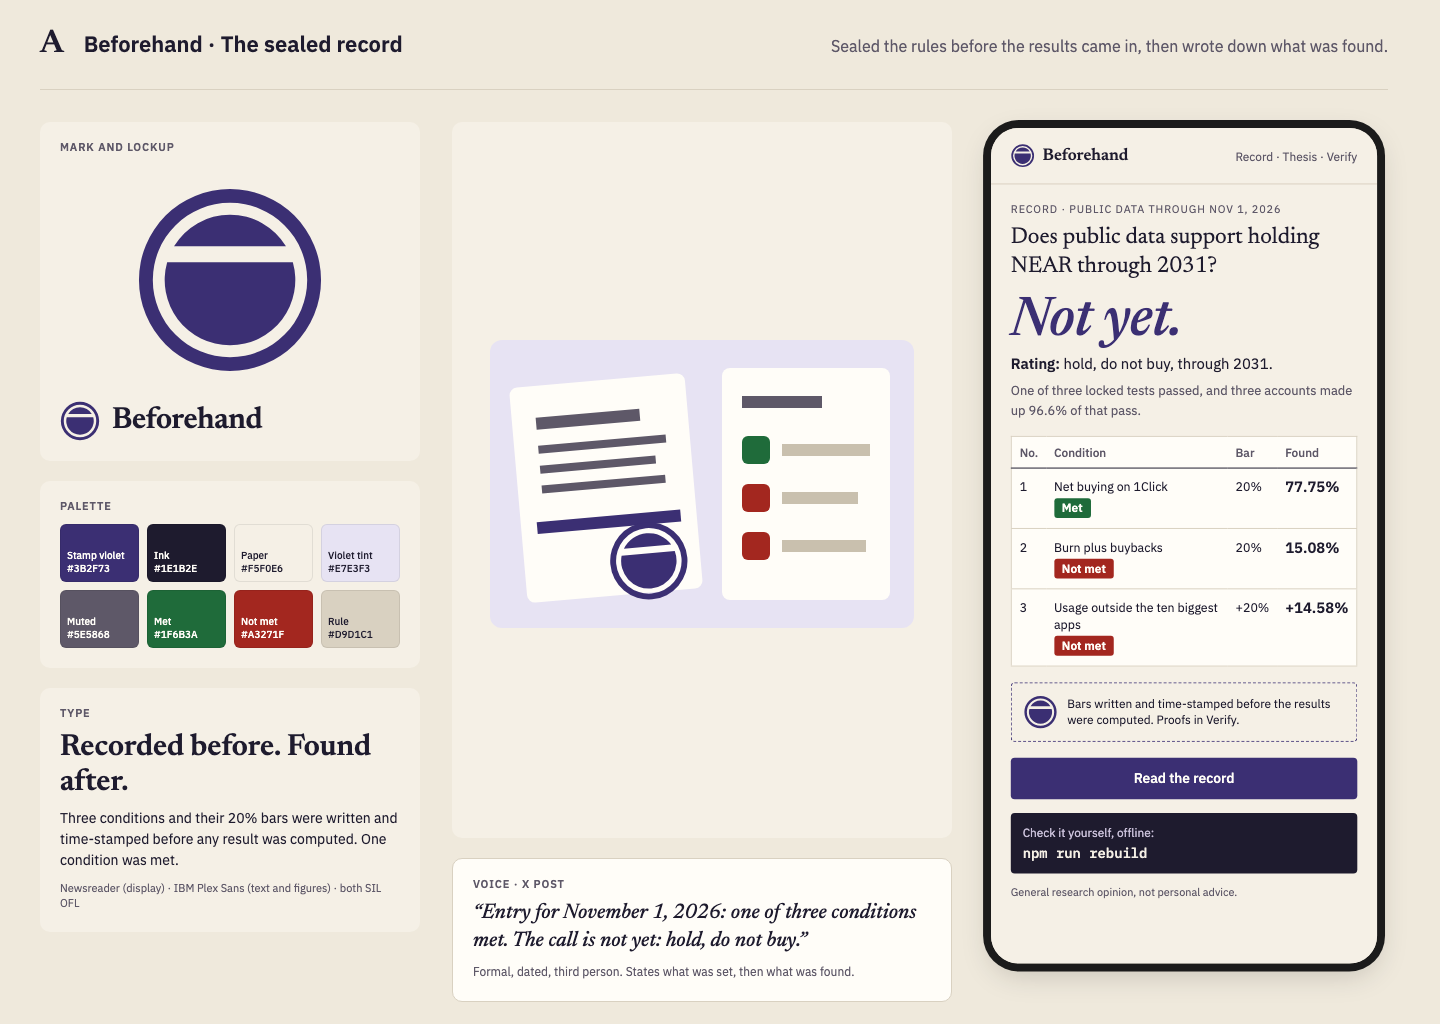 A Beforehand · The sealed record
Sealed the rules before the results came in, then wrote down what was found.
MARK AND LOCKUP
Beforehand
PALETTE
Stamp violet
#3B2F73
Ink
#1E1B2E
Paper
#F5F0E6
Violet tint
#E7E3F3
Muted
#5E5868
Met
#1F6B3A
Not met
#A3271F
Rule
#D9D1C1
TYPE
Recorded before. Found
after.
Three conditions and their 20% bars were written and
time-stamped before any result was computed. One
condition was met.
Newsreader (display) · IBM Plex Sans (text and figures) · both SIL
OFL
VOICE · X POST
“Entry for November 1, 2026: one of three conditions
met. The call is not yet: hold, do not buy.”
Formal, dated, third person. States what was set, then what was found.
Beforehand
Record · Thesis · Verify
RECORD · PUBLIC DATA THROUGH NOV 1, 2026
Does public data support holding
NEAR through 2031?
Not yet.
Rating: hold, do not buy, through 2031.
One of three locked tests passed, and three accounts made
up 96.6% of that pass.
No. Condition Bar Found
1 Net buying on 1Click 20% 77.75%
Met
2 Burn plus buybacks 20% 15.08%
Not met
3 Usage outside the ten biggest +20% +14.58%
apps
Not met
Bars written and time-stamped before the results
were computed. Proofs in Verify.
Read the record
Check it yourself, offline:
npm run rebuild
General research opinion, not personal advice.